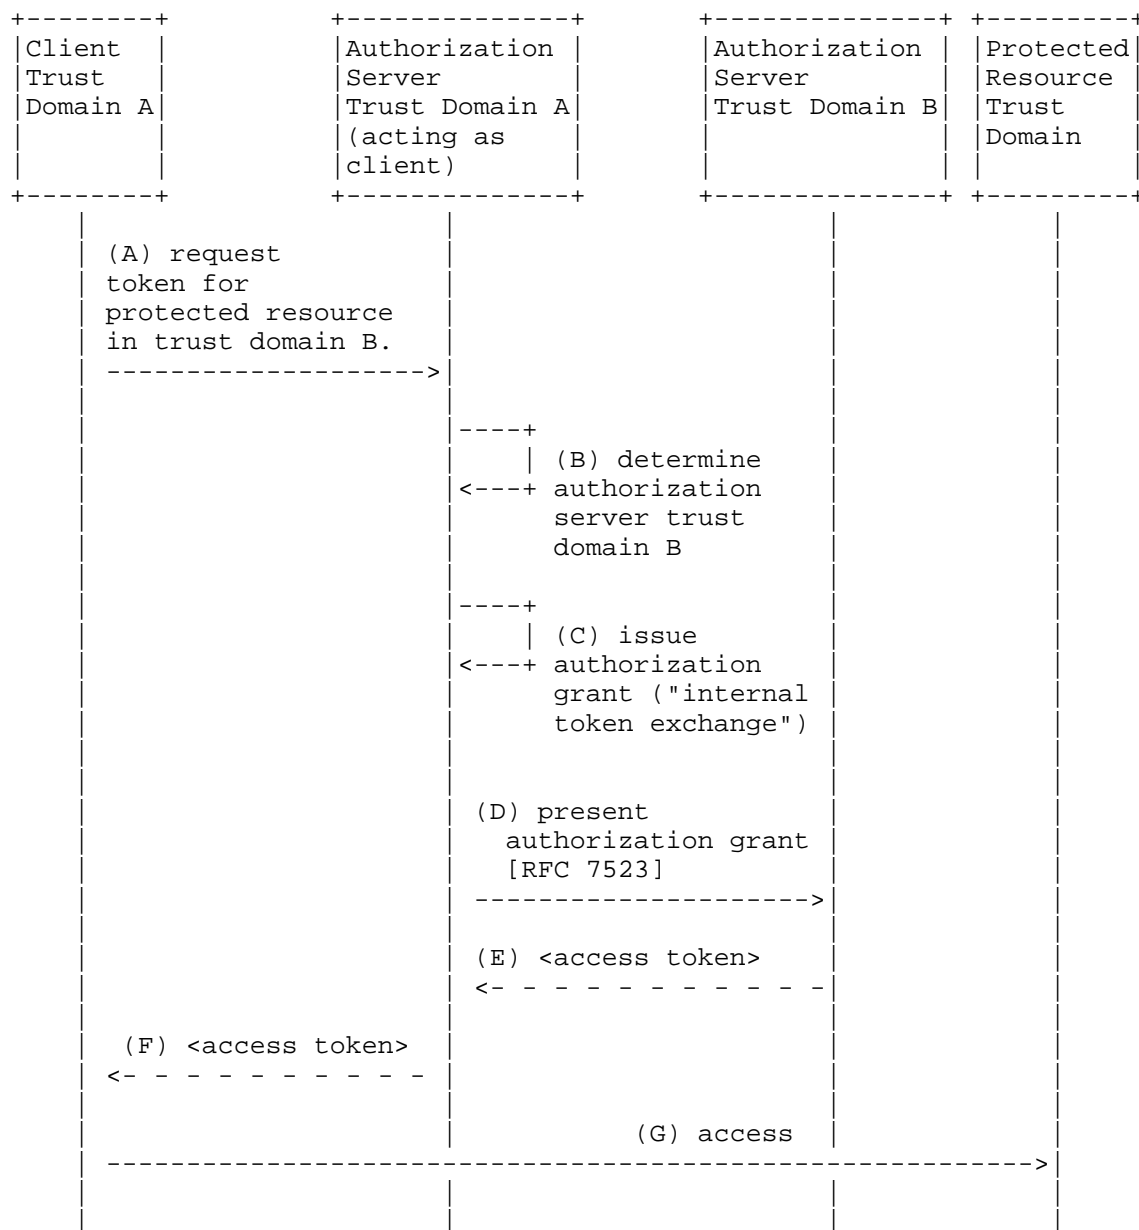 Client
Trust
Domain A
Authorization
Server
Trust Domain A
(acting as
client)
Authorization
Server
Trust Domain B
Protected
Resource
Trust
Domain
(A) request
token for
protected resource
in trust domain B.
(B) determine
authorization
server trust
domain B
(C) issue
authorization
grant ("internal
token exchange")
(D) present
authorization grant
[RFC 7523]
(E) <access token>
(F) <access token>
(G) access